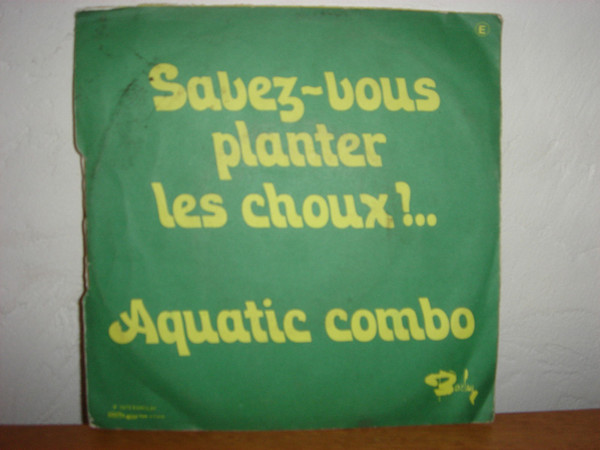 E
Savez-vous
planter
les choux!..
Aquatic combo